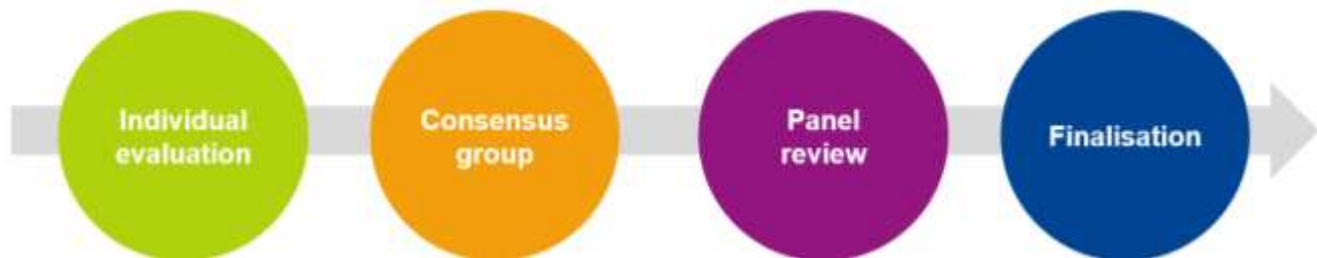 Individual
evaluation
Consensus
group
Panel
review
Finalisation